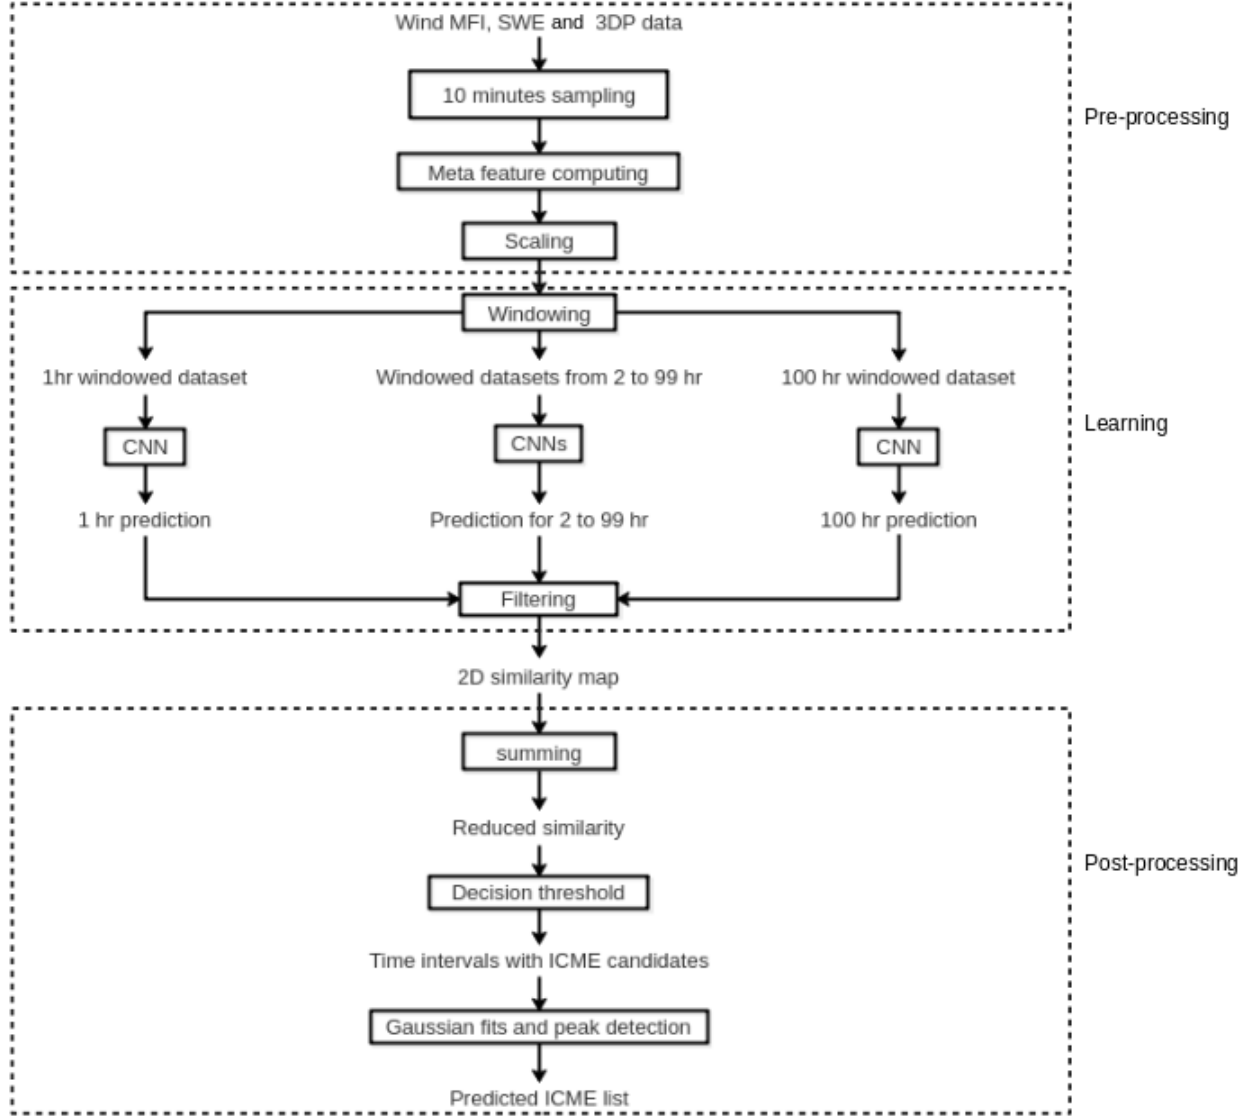 Wind MFI, SWE and 3DP data
10 minutes sampling
Pre-processing
Meta feature computing
Scaling
Windowing
1hr windowed dataset
Windowed datasets from 2 to 99 hr
100 hr windowed dataset
Learning
CNN
CNNs
CNN
1 hr prediction
Prediction for 2 to 99 hr
100 hr prediction
Filtering
2D similarity map
summing
Reduced similarity
Post-processing
Decision threshold
Time intervals with ICME candidates
Gaussian fits and peak detection
Predicted ICME list